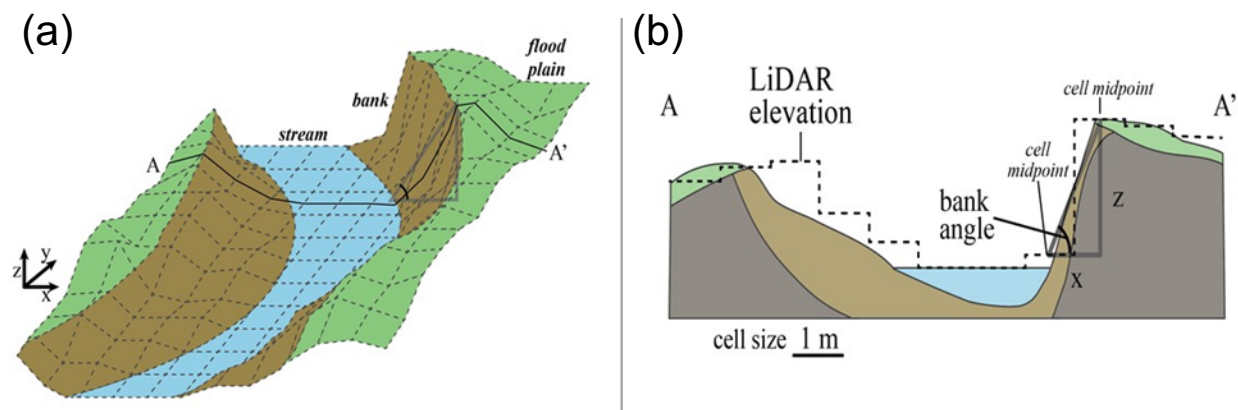 (a)
flood
plain
bank
stream
A
A'
z
y
x
(b)
A
LiDAR
elevation
cell midpoint
A'
cell
midpoint
bank
angle
z
x
cell size 1 m